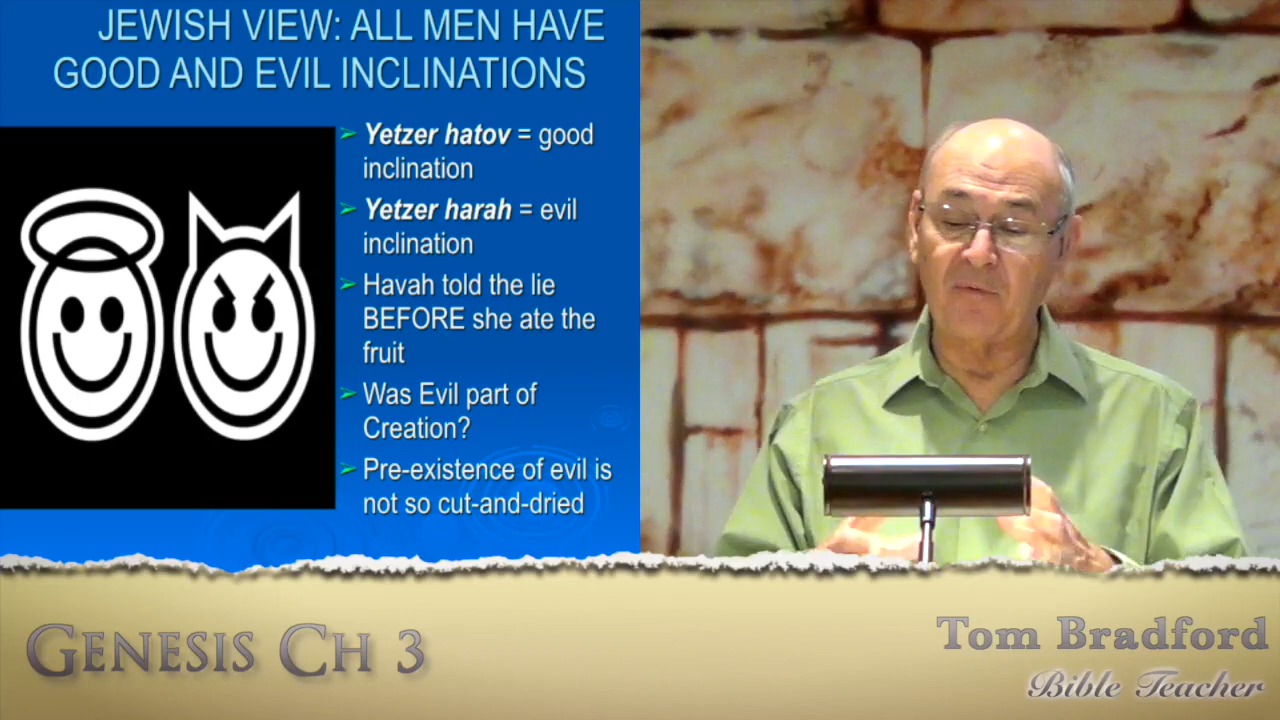 JEWISH VIEW: ALL MEN HAVE
GOOD AND EVIL INCLINATIONS
➢ Yetzer hatov = good
inclination
➢ Yetzer harah = evil
inclination
➢ Havah told the lie
BEFORE she ate the
fruit
➢ Was Evil part of
Creation?
➢ Pre-existence of evil is
not so cut-and-dried
Genesis Ch 3
Tom Bradford
Bible Teacher